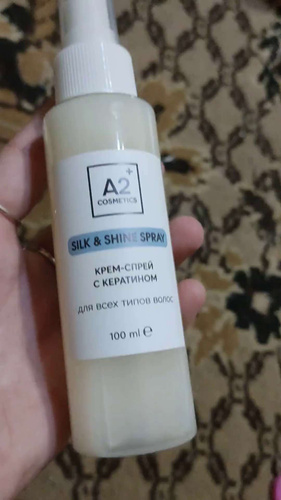 A2+
COSMETICS
SILK & SHINE SPRAY
КРЕМ-СПРЕЙ
С КЕРАТИНОМ
для всех типов волос
100 ml ℮